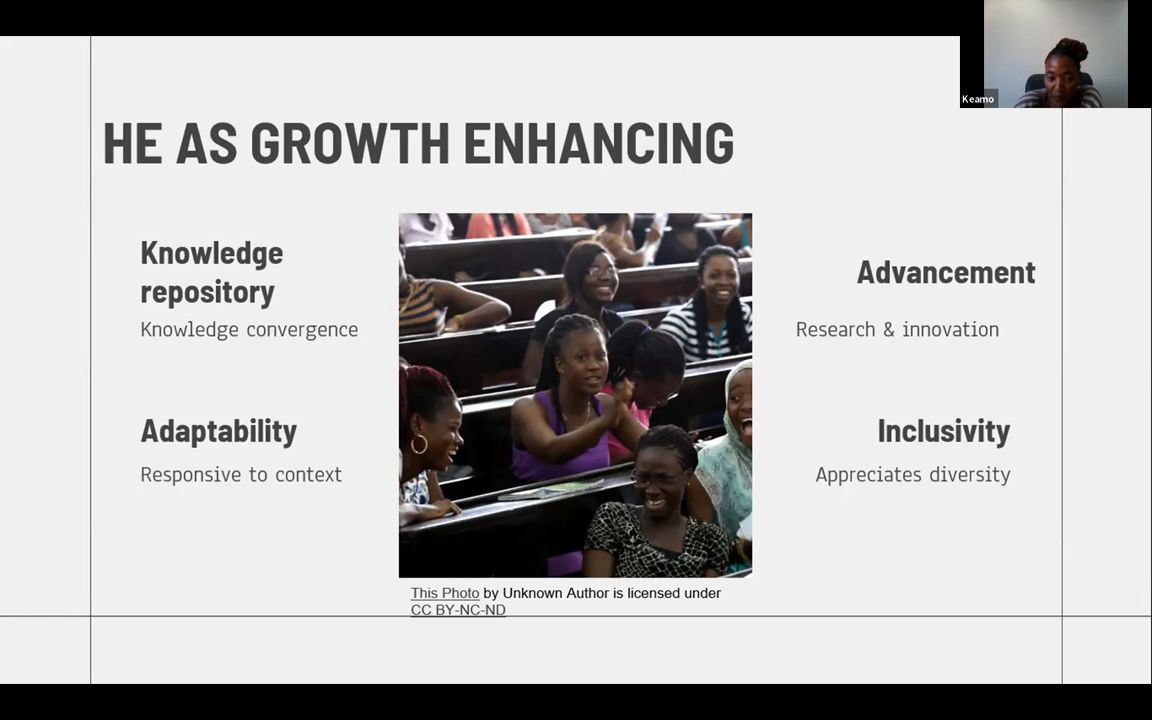 Keamo
HE AS GROWTH ENHANCING
Knowledge
repository
Knowledge convergence
Adaptability
Responsive to context
Advancement
Research & innovation
Inclusivity
Appreciates diversity
This Photo by Unknown Author is licensed under
CC BY-NC-ND